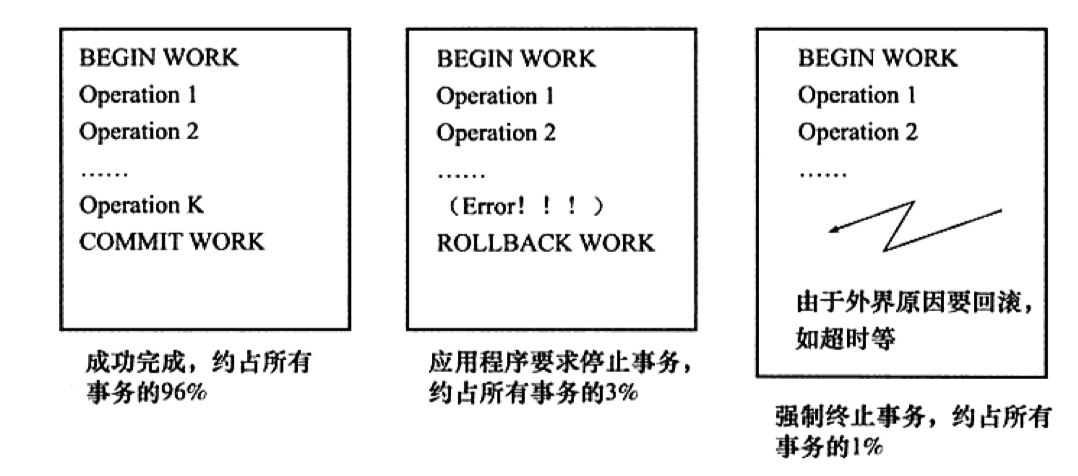 BEGIN WORK
Operation 1
Operation 2
……
Operation K
COMMIT WORK
成功完成，约占所有
事务的96%
BEGIN WORK
Operation 1
Operation 2
……
（Error！！！）
ROLLBACK WORK
应用程序要求停止事务，
约占所有事务的3%
BEGIN WORK
Operation 1
Operation 2
……
由于外界原因要回滚，
如超时等
强制终止事务，约占所有
事务的1%